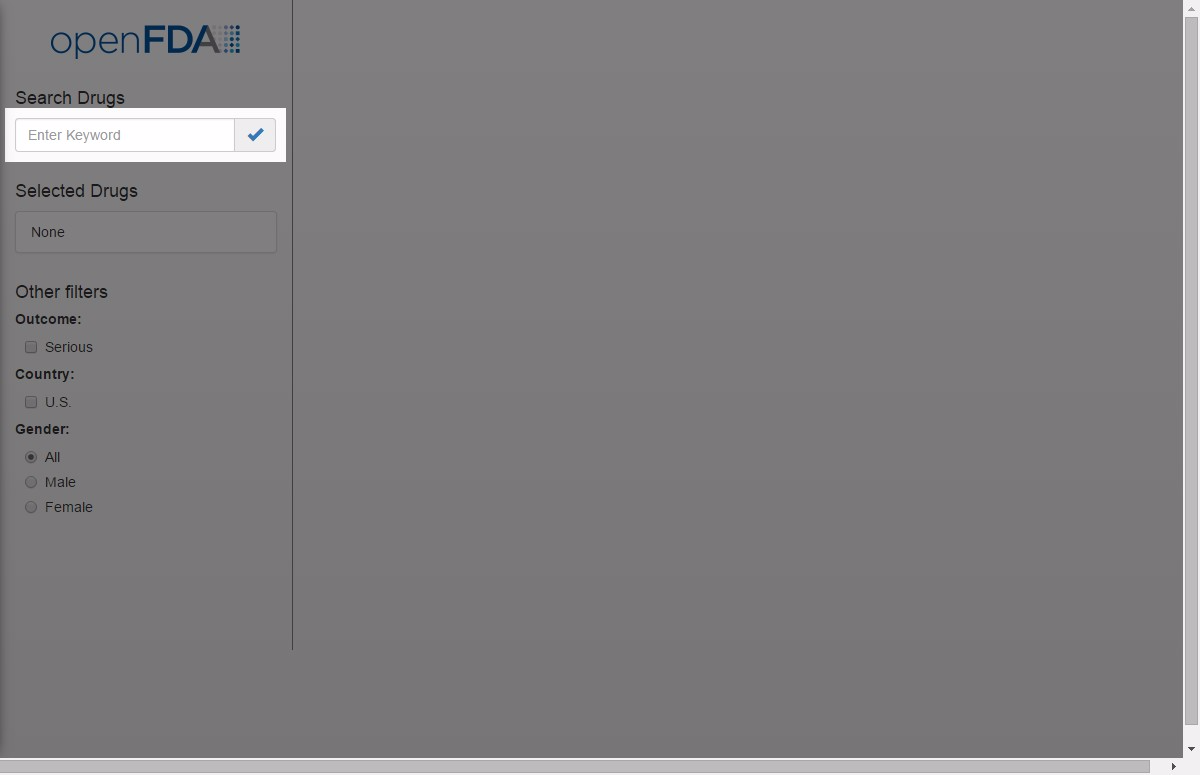 openFDA
Search Drugs
Enter Keyword
Selected Drugs
None
Other filters
Outcome:
Serious
Country:
U.S.
Gender:
All
Male
Female